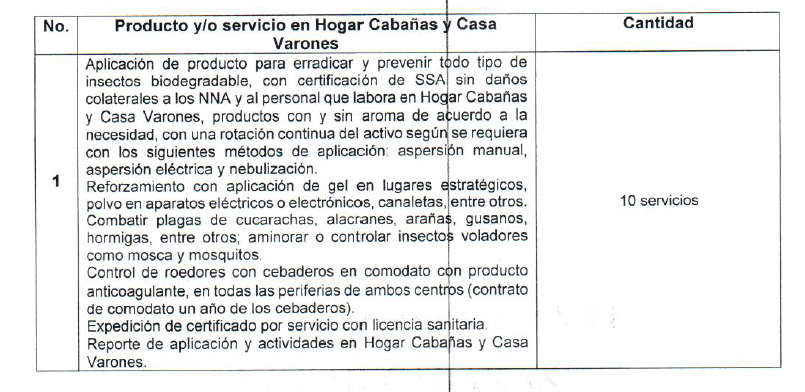 No.
Producto y/o servicio en Hogar Cabañas y Casa
Varones
Cantidad
1
Aplicación de producto para erradicar y prevenir todo tipo de
insectos biodegradable, con certificación de SSA sin daños
colaterales a los NNA y al personal que labora en Hogar Cabañas
y Casa Varones, productos con y sin aroma de acuerdo a la
necesidad, con una rotación continua del activo según se requiera
con los siguientes métodos de aplicación: aspersión manual,
aspersión eléctrica y nebulización.
Reforzamiento con aplicación de gel en lugares estratégicos,
polvo en aparatos eléctricos o electrónicos, canaletas, entre otros.
Combatir plagas de cucarachas, alacranes, arañas, gusanos,
hormigas, entre otros; aminorar o controlar insectos voladores
como mosca y mosquitos.
Control de roedores con cebaderos en comodato con producto
anticoagulante, en todas las periferias de ambos centros (contrato
de comodato un año de los cebaderos).
Expedición de certificado por servicio con licencia sanitaria.
Reporte de aplicación y actividades en Hogar Cabañas y Casa
Varones.
10 servicios